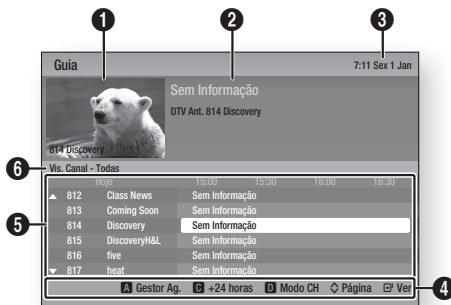 1
2
3
Guia
7:11 Sex 1 Jan
Sem Informação
DTV Ant. 814 Discovery
814 Discovery
6
Vis. Canal - Todas
Hoje 15:00 15:30 16:00 16:30
5
▲ 812 Class News Sem Informação
813 Coming Soon Sem Informação
814 Discovery Sem Informação
815 DiscoveryH&L Sem Informação
816 five Sem Informação
▼ 817 heat Sem Informação
A Gestor Ag. C +24 horas D Modo CH Página Ver
4